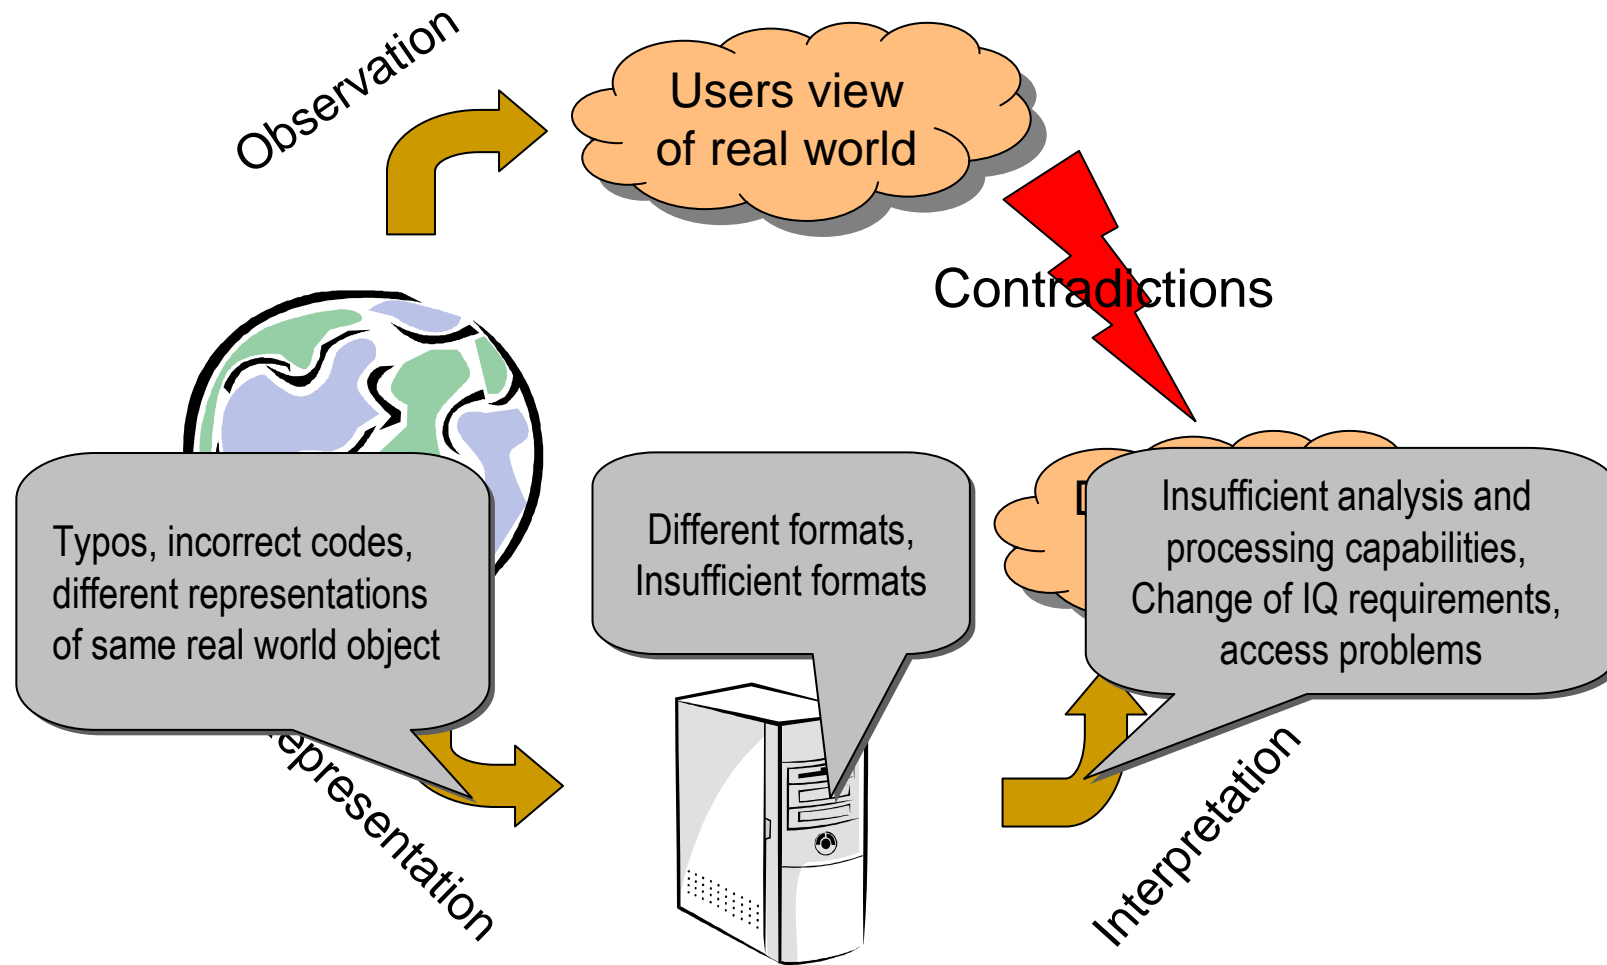 Observation
Users view
of real world
Contradictions
Typos, incorrect codes,
different representations
of same real world object
Different formats,
Insufficient formats
Insufficient analysis and
processing capabilities,
Change of IQ requirements,
access problems
Interpretation